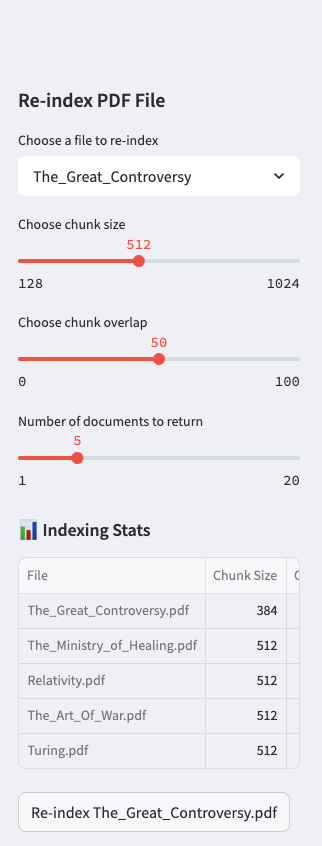 Re-index PDF File
Choose a file to re-index
The_Great_Controversy
Choose chunk size
512
128 1024
Choose chunk overlap
50
0 100
Number of documents to return
5
1 20
📊 Indexing Stats
File Chunk Size
The_Great_Controversy.pdf 384
The_Ministry_of_Healing.pdf 512
Relativity.pdf 512
The_Art_Of_War.pdf 512
Turing.pdf 512
Re-index The_Great_Controversy.pdf